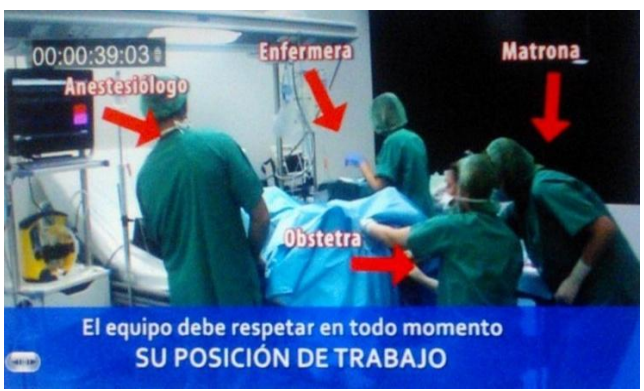 00:00:39:03
Enfermera
Matrona
Anestesiólogo
Obstetra
El equipo debe respetar en todo momento
SU POSICIÓN DE TRABAJO